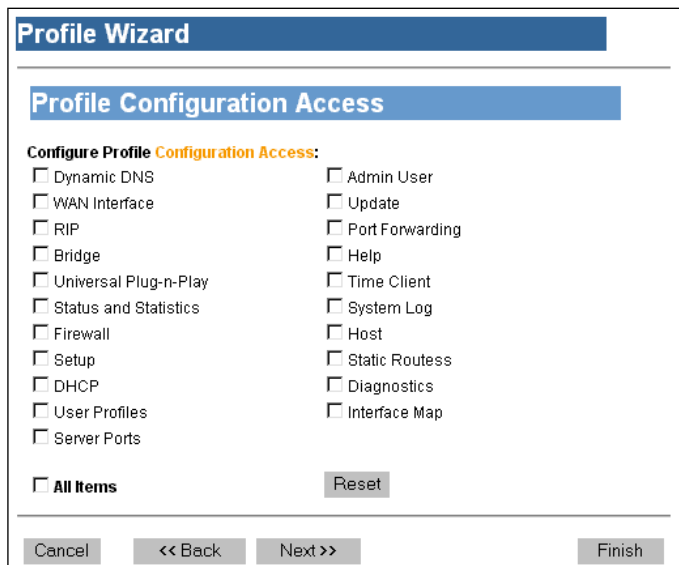 Profile Wizard
Profile Configuration Access
Configure Profile Configuration Access:
Dynamic DNS
WAN Interface
RIP
Bridge
Universal Plug-n-Play
Status and Statistics
Firewall
Setup
DHCP
User Profiles
Server Ports
Admin User
Update
Port Forwarding
Help
Time Client
System Log
Host
Static Routess
Diagnostics
Interface Map
All Items
Reset
Cancel
<< Back
Next >>
Finish